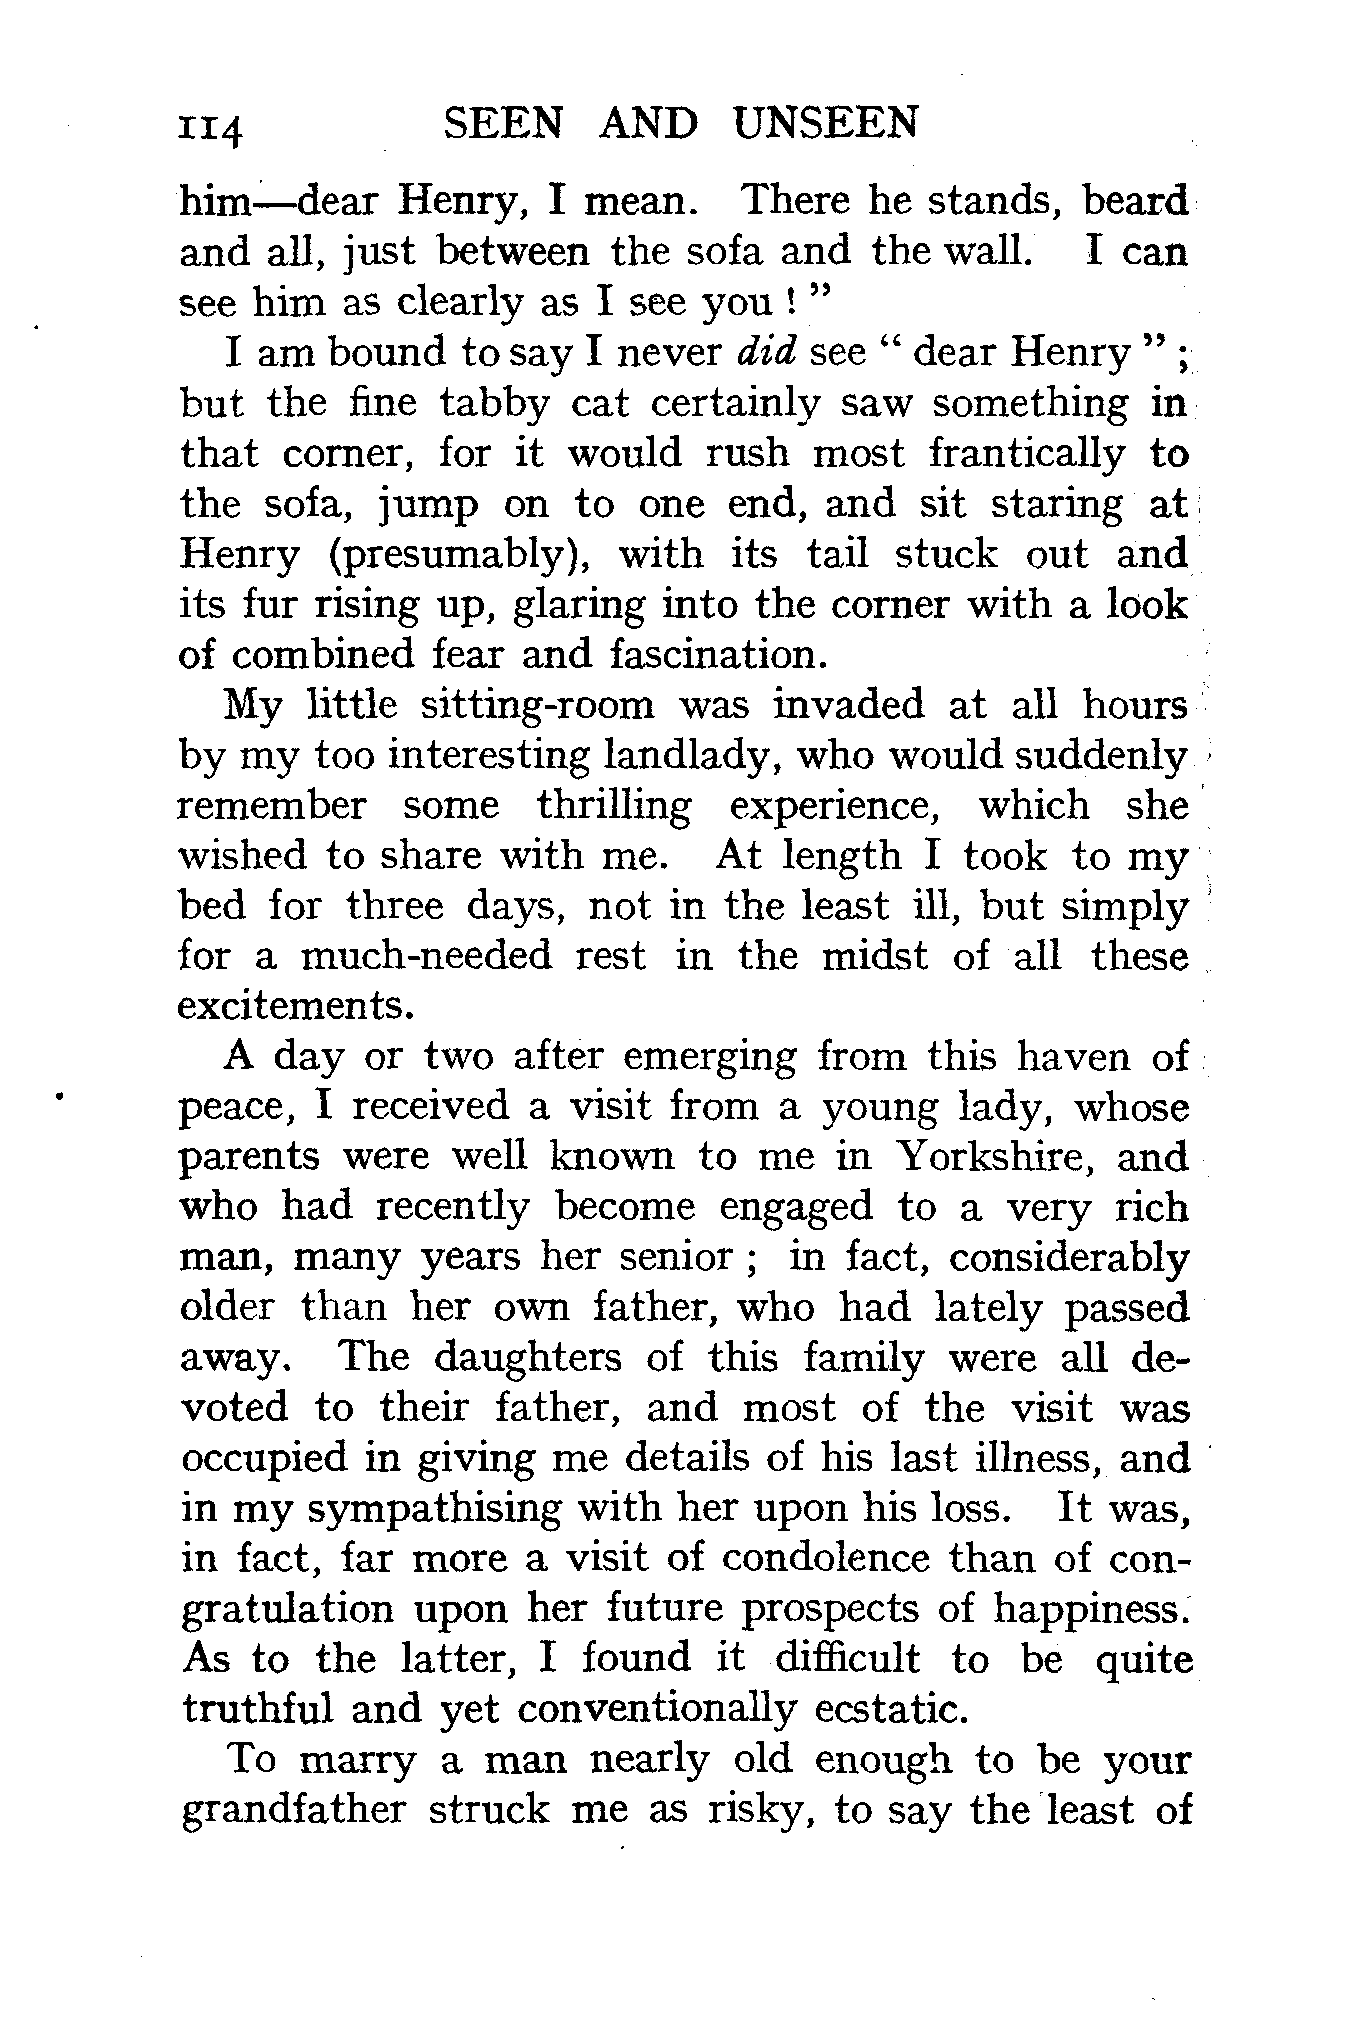 114 SEEN AND UNSEEN
him—dear Henry, I mean. There he stands, beard
and all, just between the sofa and the wall. I can
see him as clearly as I see you ! ”
I am bound to say I never did see “ dear Henry ” ;
but the fine tabby cat certainly saw something in
that corner, for it would rush most frantically to
the sofa, jump on to one end, and sit staring at
Henry (presumably), with its tail stuck out and
its fur rising up, glaring into the corner with a look
of combined fear and fascination.
My little sitting-room was invaded at all hours
by my too interesting landlady, who would suddenly
remember some thrilling experience, which she
wished to share with me. At length I took to my
bed for three days, not in the least ill, but simply
for a much-needed rest in the midst of all these
excitements.
A day or two after emerging from this haven of
peace, I received a visit from a young lady, whose
parents were well known to me in Yorkshire, and
who had recently become engaged to a very rich
man, many years her senior ; in fact, considerably
older than her own father, who had lately passed
away. The daughters of this family were all de-
voted to their father, and most of the visit was
occupied in giving me details of his last illness, and
in my sympathising with her upon his loss. It was,
in fact, far more a visit of condolence than of con-
gratulation upon her future prospects of happiness.
As to the latter, I found it difficult to be quite
truthful and yet conventionally ecstatic.
To marry a man nearly old enough to be your
grandfather struck me as risky, to say the least of